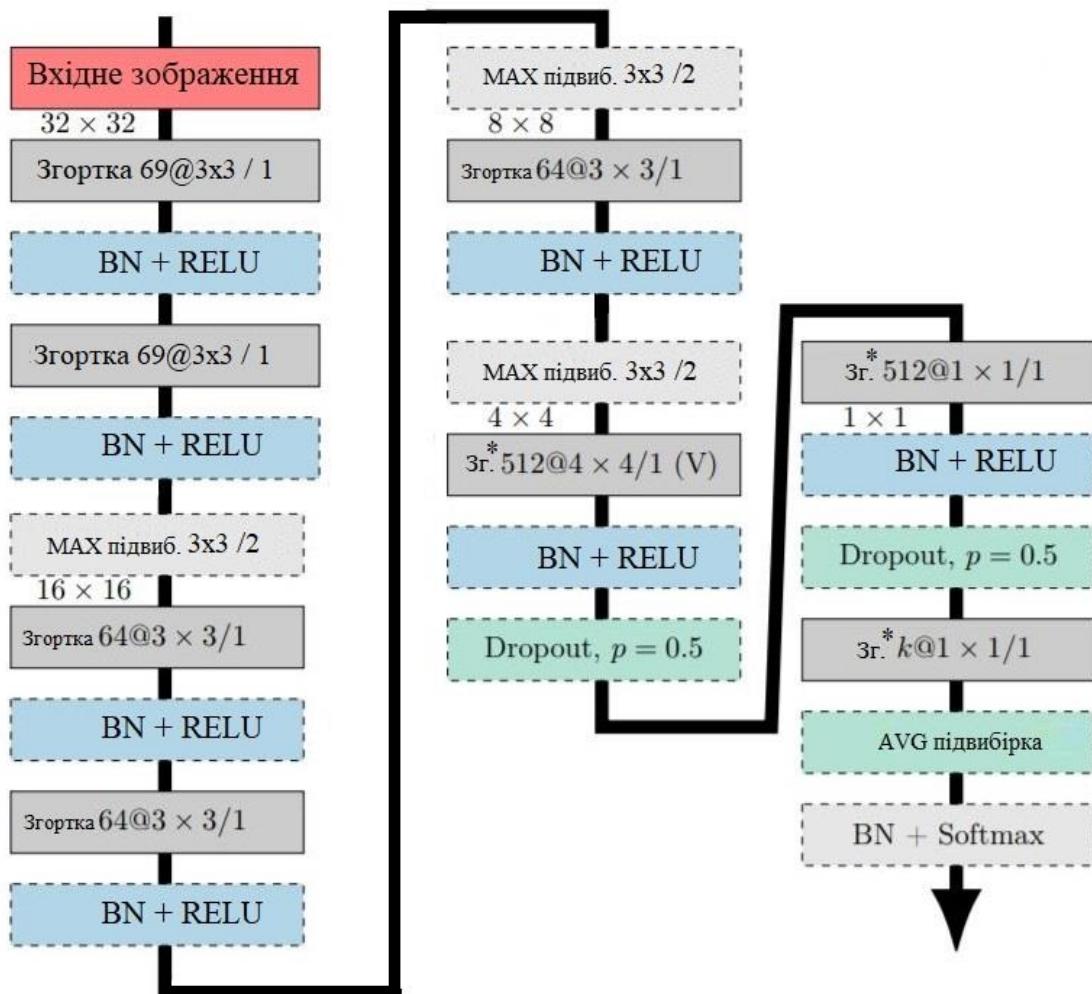 Вхідне зображення
32 × 32
Згортка 69@3x3 / 1
BN + RELU
Згортка 69@3x3 / 1
BN + RELU
MAX підвиб. 3x3 /2
16 × 16
Згортка 64@3 × 3/1
BN + RELU
Згортка 64@3 × 3/1
BN + RELU
MAX підвиб. 3x3 /2
8 × 8
Згортка 64@3 × 3/1
BN + RELU
MAX підвиб. 3x3 /2
4 × 4
Зг.* 512@4 × 4/1 (V)
BN + RELU
Dropout, p = 0.5
Зг.* 512@1 × 1/1
1 × 1
BN + RELU
Dropout, p = 0.5
Зг.* k@1 × 1/1
AVG підвибірка
BN + Softmax